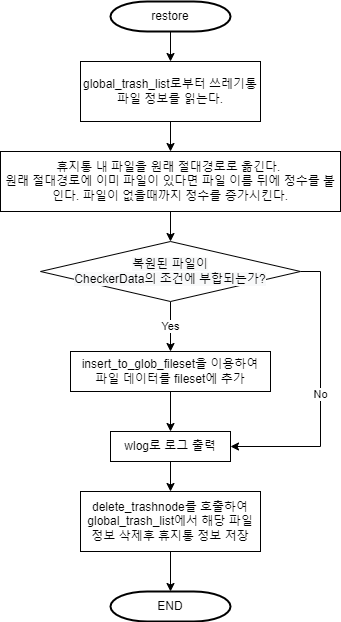 restore
global_trash_list로부터 쓰레기통
파일 정보를 읽는다.
휴지통 내 파일을 원래 절대경로로 옮긴다.
원래 절대경로에 이미 파일이 있다면 파일 이름 뒤에 정수를 붙
인다. 파일이 없을때까지 정수를 증가시킨다.
복원된 파일이
CheckerData의 조건에 부합되는가?
Yes
insert_to_glob_fileset을 이용하여
파일 데이터를 fileset에 추가
No
wlog로 로그 출력
delete_trashnode를 호출하여
global_trash_list에서 해당 파일
정보 삭제후 휴지통 정보 저장
END